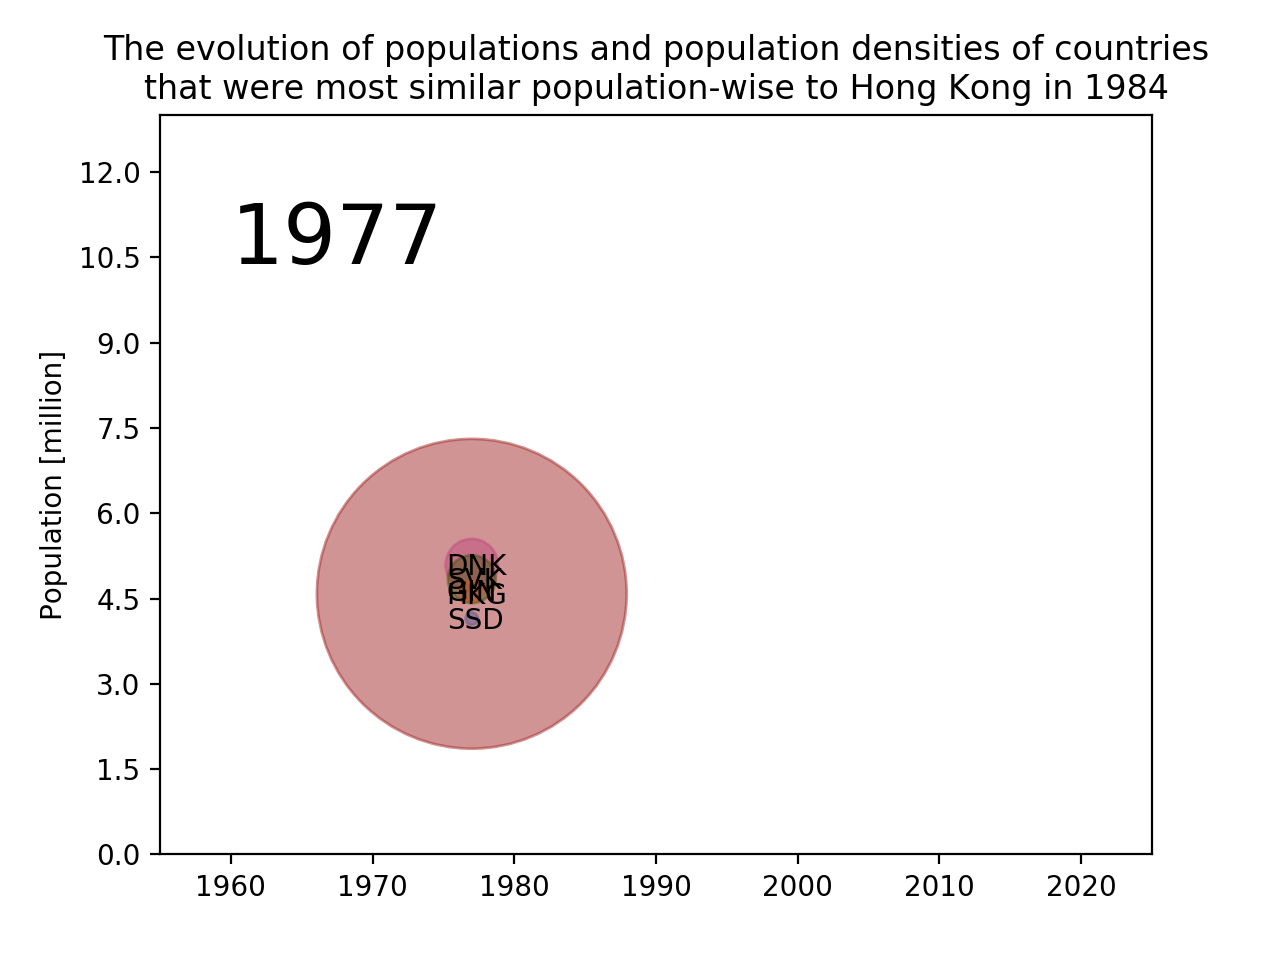 The evolution of populations and population densities of countries
that were most similar population-wise to Hong Kong in 1984
12.0
1977
10.5
9.0
Population [million]
7.5
6.0
DNK
SVK
HKG
4.5
SSD
3.0
1.5
0.0
1960 1970 1980 1990 2000 2010 2020